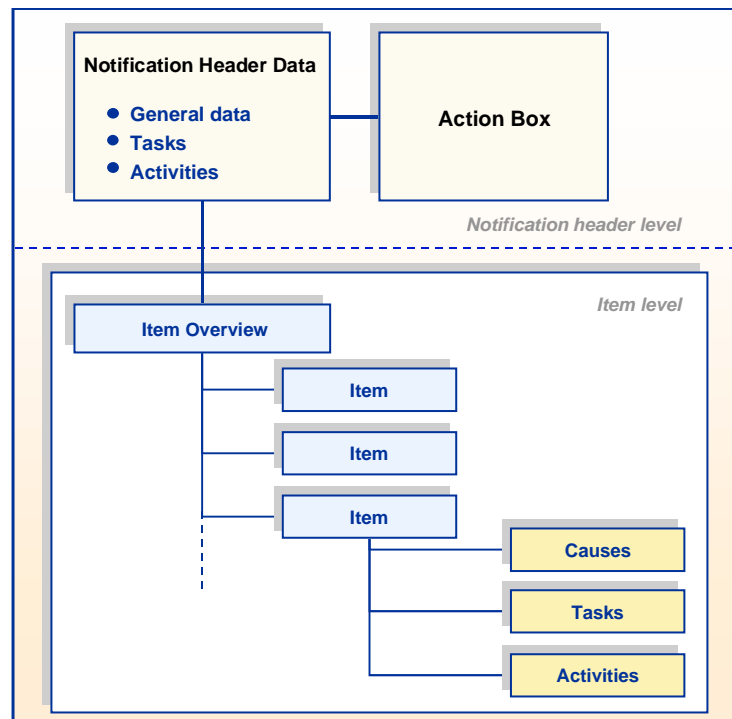 Notification Header Data
General data
Tasks
Activities
Action Box
Notification header level
Item level
Item Overview
Item
Item
Item
Causes
Tasks
Activities